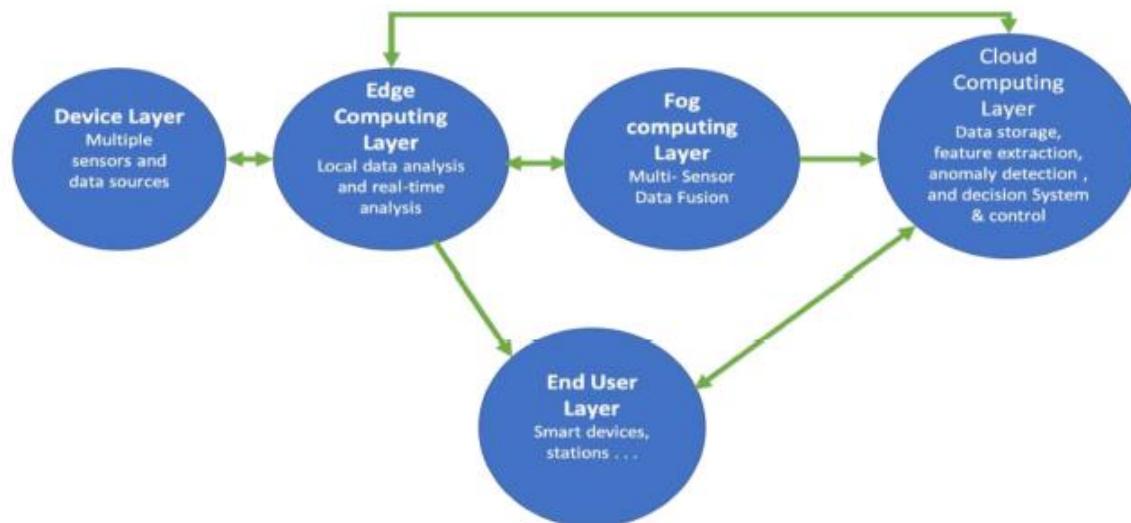 Device Layer
Multiple
sensors and
data sources
Edge
Computing
Layer
Local data analysis
and real-time
analysis
Fog
computing
Layer
Multi- Sensor
Data Fusion
Cloud
Computing
Layer
Data storage,
feature extraction,
anomaly detection ,
and decision System
& control
End User
Layer
Smart devices,
stations . . .